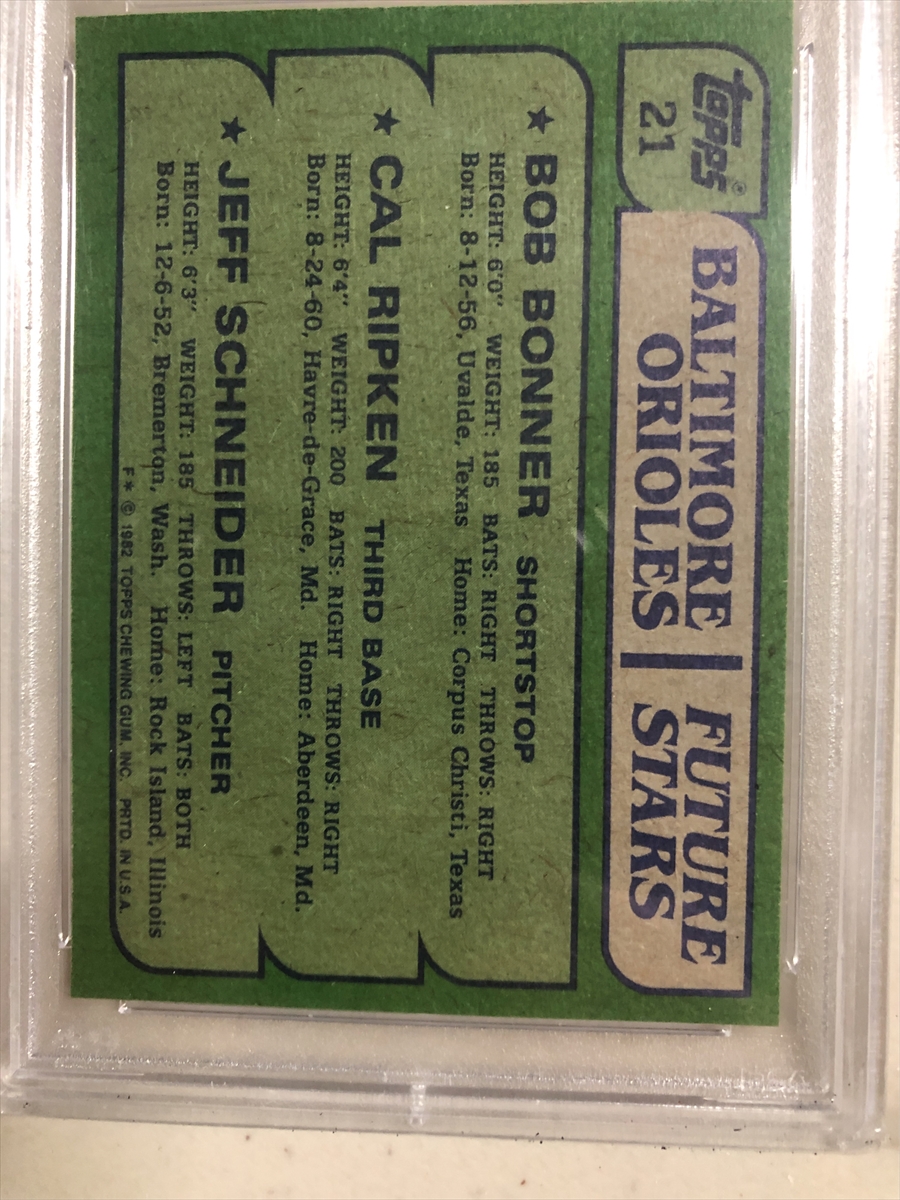 topps®
21
BALTIMORE
ORIOLES
FUTURE
STARS
★ BOB BONNER SHORTSTOP
HEIGHT: 6'0" WEIGHT: 185 BATS: RIGHT THROWS: RIGHT
Born: 8-12-56, Uvalde, Texas Home: Corpus Christi, Texas
★ CAL RIPKEN THIRD BASE
HEIGHT: 6'4" WEIGHT: 200 BATS: RIGHT THROWS: RIGHT
Born: 8-24-60, Havre-de-Grace, Md. Home: Aberdeen, Md.
★ JEFF SCHNEIDER PITCHER
HEIGHT: 6'3" WEIGHT: 185 THROWS: LEFT BATS: BOTH
Born: 12-6-52, Bremerton, Wash. Home: Rock Island, Illinois
F* © 1982 TOPPS CHEWING GUM, INC. PRTD. IN U.S.A.